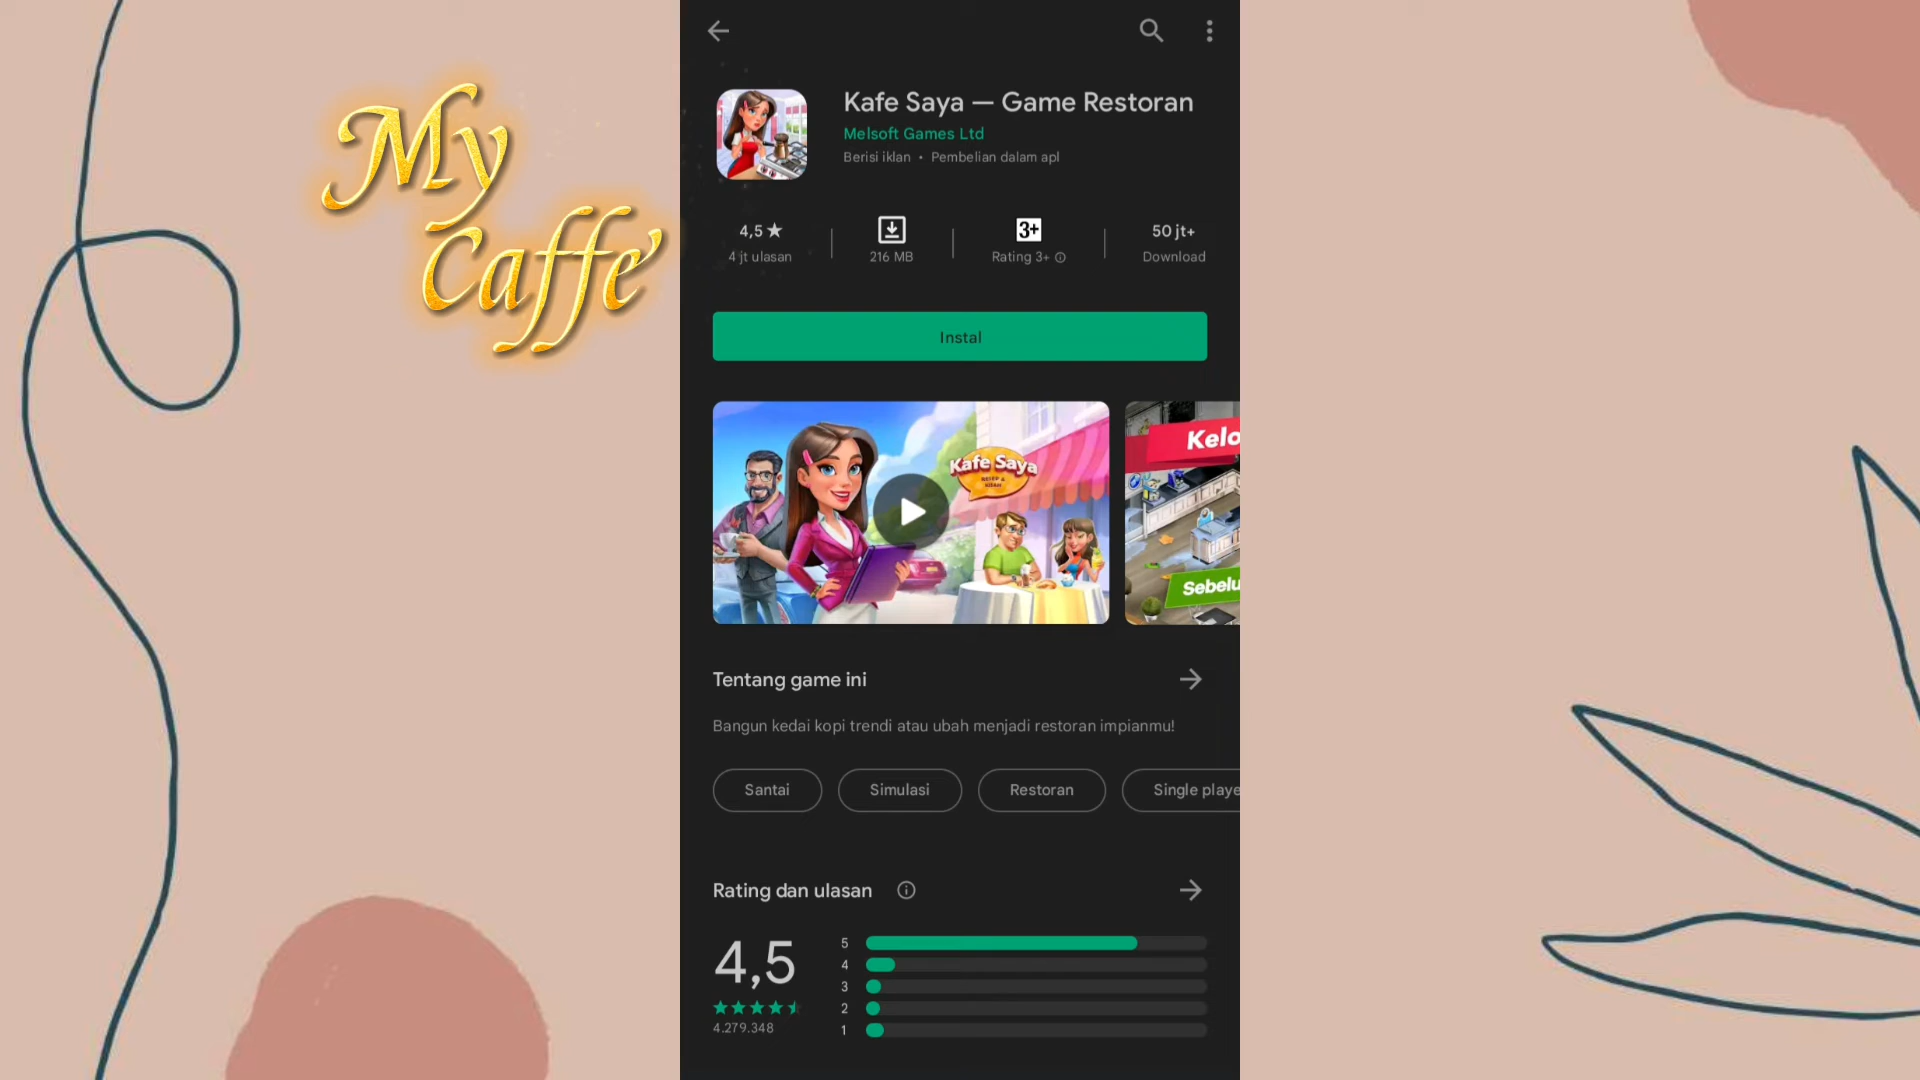 My
Caffe
Kafe Saya — Game Restoran
Melsoft Games Ltd
Berisi iklan • Pembelian dalam apl
4,5 ★
4 jt ulasan
216 MB
3+
Rating 3+
50 jt+
Download
Instal
Kafe Saya
RESEP & KISAH
Kelo
Sebelu
Tentang game ini
Bangun kedai kopi trendi atau ubah menjadi restoran impianmu!
Santai
Simulasi
Restoran
Single playe
Rating dan ulasan
4,5
4.279.348
5
4
3
2
1